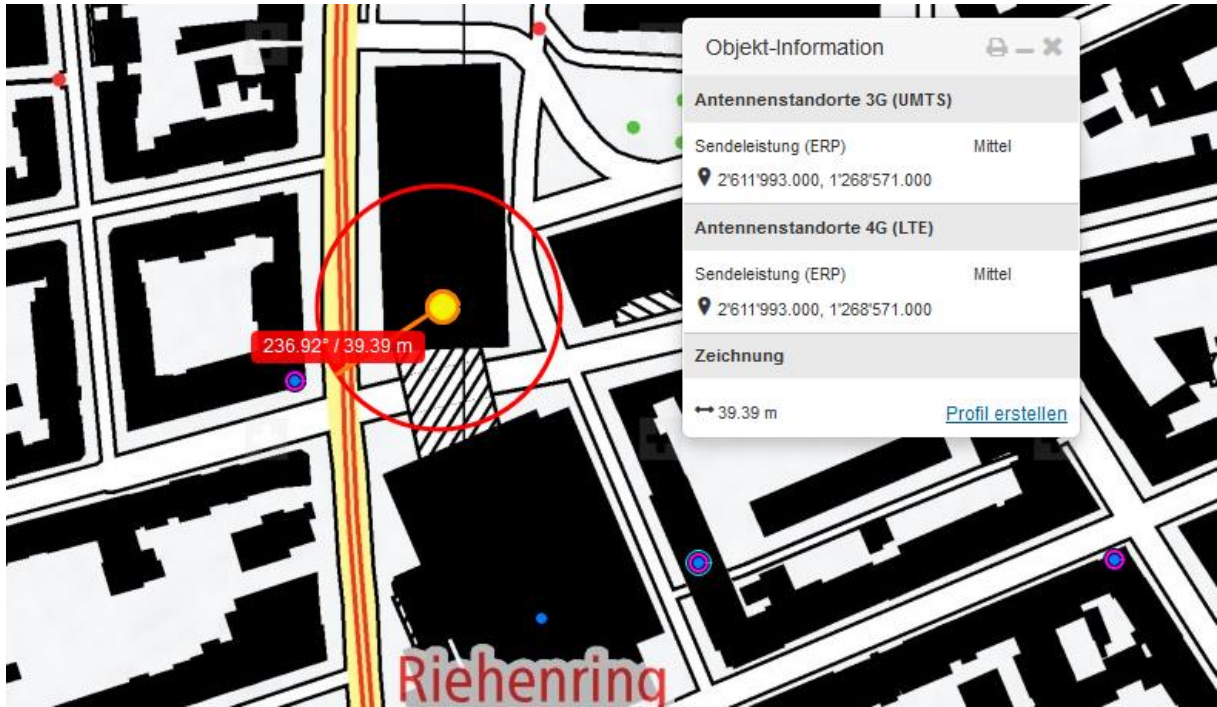 Objekt-Information
Antennenstandorte 3G (UMTS)
Sendeleistung (ERP) Mittel
2'611'993.000, 1'268'571.000
Antennenstandorte 4G (LTE)
Sendeleistung (ERP) Mittel
2'611'993.000, 1'268'571.000
Zeichnung
39.39 m Profil erstellen
236.92° / 39.39 m
Riehenring